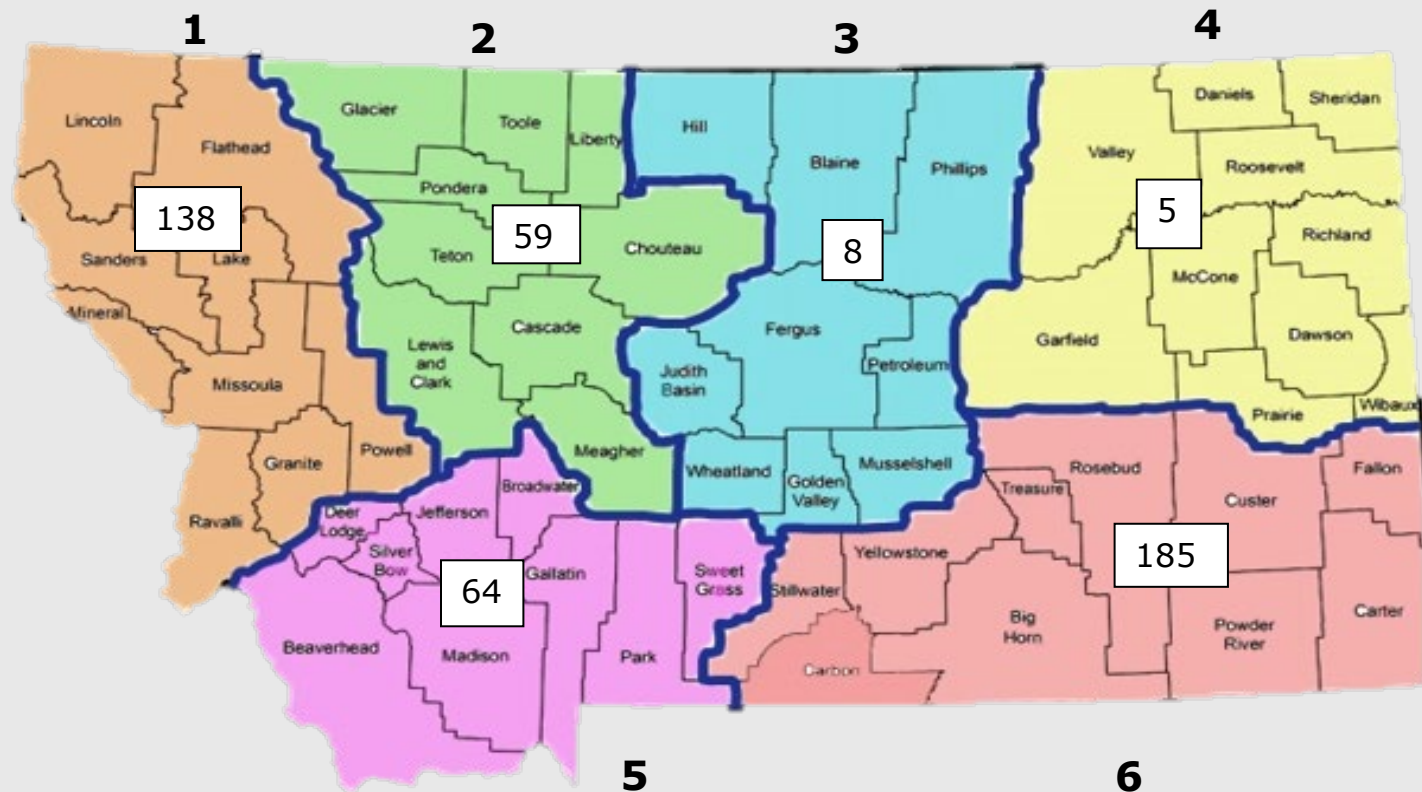 1
2
3
4
Lincoln
Flathead
138
Sanders
Lake
Mineral
Missoula
Granite
Powell
Ravalli
Glacier
Toole
Liberty
Pondera
59
Teton
Chouteau
Cascade
Lewis
and
Clark
Meagher
Hill
Blaine
Phillips
8
Fergus
Judith
Basin
Petroleum
Wheatland
Golden
Valley
Musselshell
Daniels
Sheridan
Valley
Roosevelt
5
Richland
McCone
Garfield
Dawson
Prairie
Wibaux
Deer
Lodge
Jefferson
Broadwater
Silver
Bow
64
Gallatin
Sweet
Grass
Beaverhead
Madison
Park
Rosebud
Treasure
Custer
Fallon
Yellowstone
185
Stillwater
Big
Horn
Powder
River
Carter
Carbon
5
6